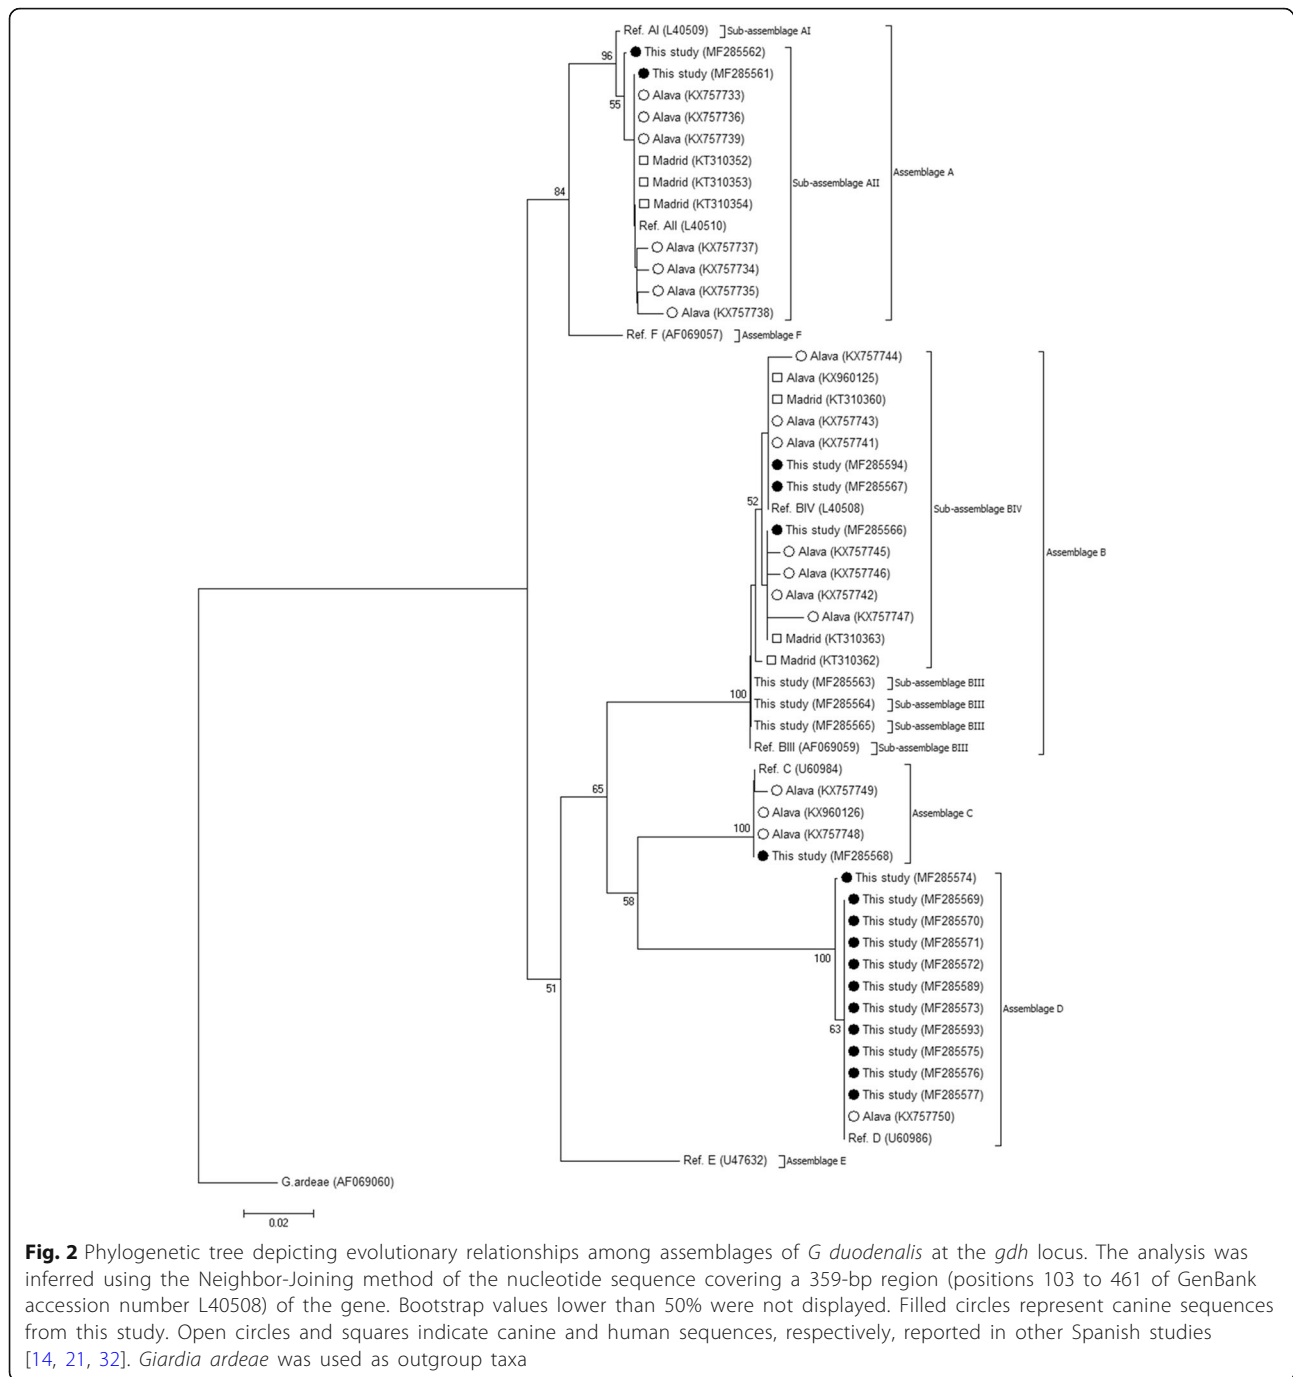 Ref. AI (L40509)
Sub-assemblage AI
96
This study (MF285562)
This study (MF285561)
55
Alava (KX757733)
Alava (KX757736)
Alava (KX757739)
Madrid (KT310352)
Assemblage A
Madrid (KT310353)
Sub-assemblage AII
84
Madrid (KT310354)
Ref. AII (L40510)
Alava (KX757737)
Alava (KX757734)
Alava (KX757735)
Alava (KX757738)
Ref. F (AF069057)
Assemblage F
Alava (KX757744)
Alava (KX960125)
Madrid (KT310360)
Alava (KX757743)
Alava (KX757741)
This study (MF285594)
This study (MF285567)
52
Ref. BIV (L40508)
Sub-assemblage BIV
This study (MF285566)
Alava (KX757745)
Assemblage B
Alava (KX757746)
Alava (KX757742)
Alava (KX757747)
Madrid (KT310363)
Madrid (KT310362)
This study (MF285563)
Sub-assemblage BIII
100
This study (MF285564)
Sub-assemblage BIII
This study (MF285565)
Sub-assemblage BIII
Ref. BIII (AF069059)
Sub-assemblage BIII
Ref. C (U60984)
65
Alava (KX757749)
Alava (KX960126)
Assemblage C
100
Alava (KX757748)
This study (MF285568)
This study (MF285574)
58
This study (MF285569)
This study (MF285570)
This study (MF285571)
100
This study (MF285572)
51
This study (MF285589)
This study (MF285573)
Assemblage D
63
This study (MF285593)
This study (MF285575)
This study (MF285576)
This study (MF285577)
Alava (KX757750)
Ref. D (U60986)
Ref. E (U47632)
Assemblage E
G.ardeae (AF069060)
0.02
Fig. 2 Phylogenetic tree depicting evolutionary relationships among assemblages of G duodenalis at the gdh locus. The analysis was
inferred using the Neighbor-Joining method of the nucleotide sequence covering a 359-bp region (positions 103 to 461 of GenBank
accession number L40508) of the gene. Bootstrap values lower than 50% were not displayed. Filled circles represent canine sequences
from this study. Open circles and squares indicate canine and human sequences, respectively, reported in other Spanish studies
[14, 21, 32]. Giardia ardeae was used as outgroup taxa